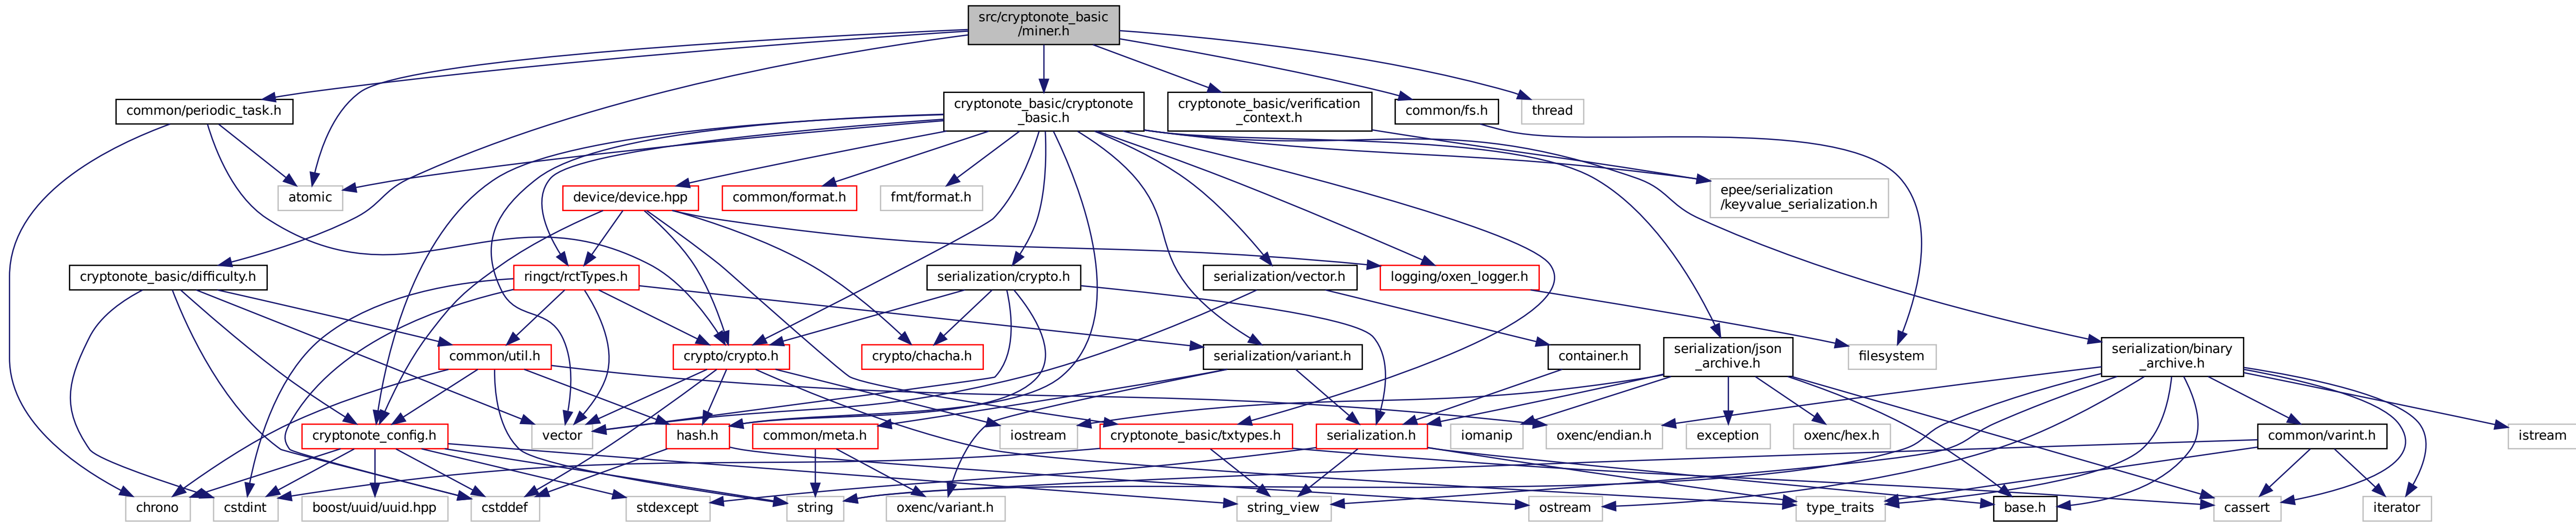 src/cryptonote_basic
/miner.h
common/periodic_task.h
cryptonote_basic/cryptonote
_basic.h
cryptonote_basic/verification
_context.h
common/fs.h
thread
atomic
device/device.hpp
common/format.h
fmt/format.h
epee/serialization
/keyvalue_serialization.h
cryptonote_basic/difficulty.h
ringct/rctTypes.h
serialization/crypto.h
serialization/vector.h
logging/oxen_logger.h
common/util.h
crypto/crypto.h
crypto/chacha.h
serialization/variant.h
container.h
serialization/json
_archive.h
filesystem
serialization/binary
_archive.h
cryptonote_config.h
vector
hash.h
common/meta.h
iostream
cryptonote_basic/txtypes.h
serialization.h
iomanip
oxenc/endian.h
exception
oxenc/hex.h
common/varint.h
istream
chrono
cstdint
boost/uuid/uuid.hpp
cstddef
stdexcept
string
oxenc/variant.h
string_view
ostream
type_traits
base.h
cassert
iterator